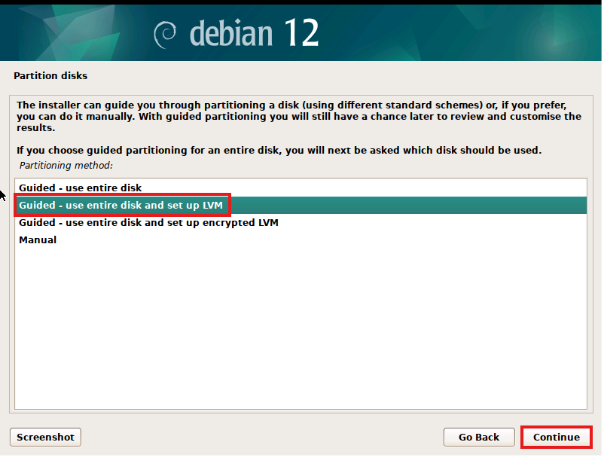 debian 12
Partition disks
The installer can guide you through partitioning a disk (using different standard schemes) or, if you prefer,
you can do it manually. With guided partitioning you will still have a chance later to review and customise the
results.
If you choose guided partitioning for an entire disk, you will next be asked which disk should be used.
Partitioning method:
Guided - use entire disk
Guided - use entire disk and set up LVM
Guided - use entire disk and set up encrypted LVM
Manual
Screenshot
Go Back
Continue